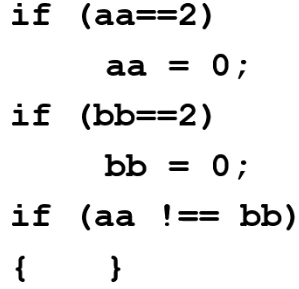 if (aa==2)
aa = 0;
if (bb==2)
bb = 0;
if (aa !== bb)
{ }